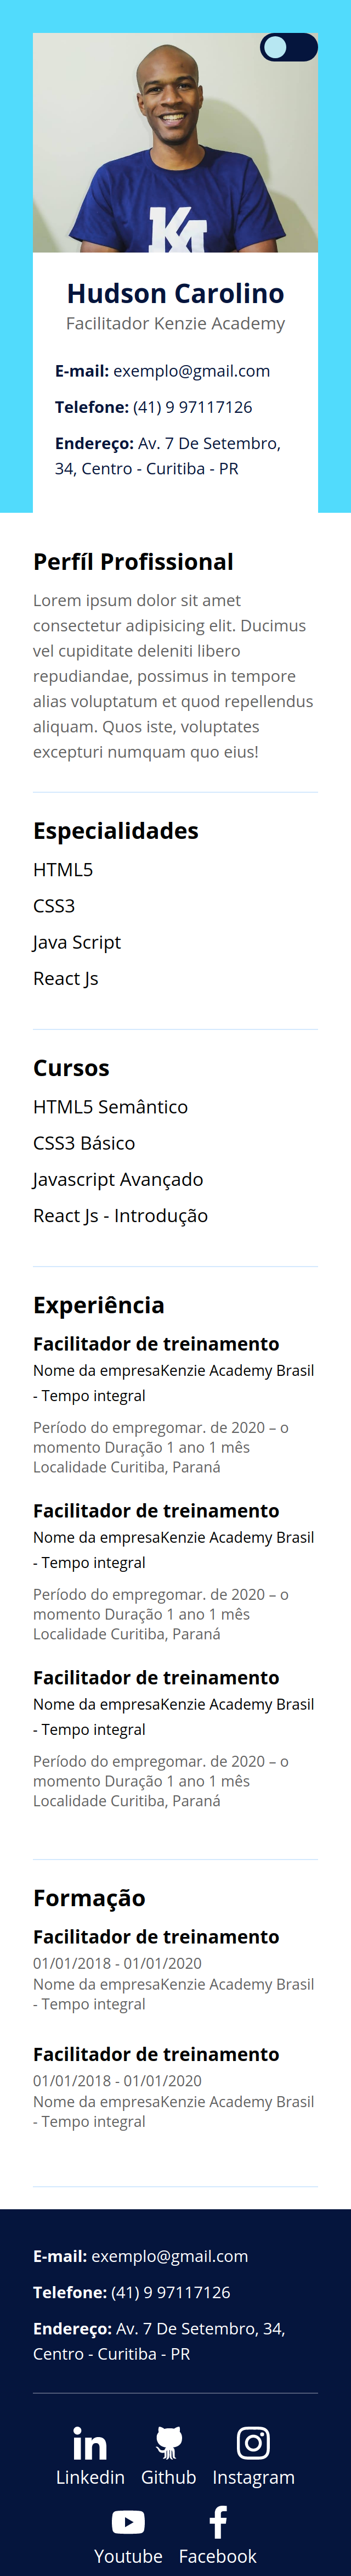 Hudson Carolino
Facilitador Kenzie Academy
E-mail: exemplo@gmail.com
Telefone: (41) 9 97117126
Endereço: Av. 7 De Setembro,
34, Centro - Curitiba - PR
Perfíl Profissional
Lorem ipsum dolor sit amet
consectetur adipisicing elit. Ducimus
vel cupiditate deleniti libero
repudiandae, possimus in tempore
alias voluptatum et quod repellendus
aliquam. Quos iste, voluptates
excepturi numquam quo eius!
Especialidades
HTML5
CSS3
Java Script
React Js
Cursos
HTML5 Semântico
CSS3 Básico
Javascript Avançado
React Js - Introdução
Experiência
Facilitador de treinamento
Nome da empresaKenzie Academy Brasil
- Tempo integral
Período do empregomar. de 2020 – o
momento Duração 1 ano 1 mês
Localidade Curitiba, Paraná
Facilitador de treinamento
Nome da empresaKenzie Academy Brasil
- Tempo integral
Período do empregomar. de 2020 – o
momento Duração 1 ano 1 mês
Localidade Curitiba, Paraná
Facilitador de treinamento
Nome da empresaKenzie Academy Brasil
- Tempo integral
Período do empregomar. de 2020 – o
momento Duração 1 ano 1 mês
Localidade Curitiba, Paraná
Formação
Facilitador de treinamento
01/01/2018 - 01/01/2020
Nome da empresaKenzie Academy Brasil
- Tempo integral
Facilitador de treinamento
01/01/2018 - 01/01/2020
Nome da empresaKenzie Academy Brasil
- Tempo integral
E-mail: exemplo@gmail.com
Telefone: (41) 9 97117126
Endereço: Av. 7 De Setembro, 34,
Centro - Curitiba - PR
Linkedin Github Instagram
Youtube Facebook